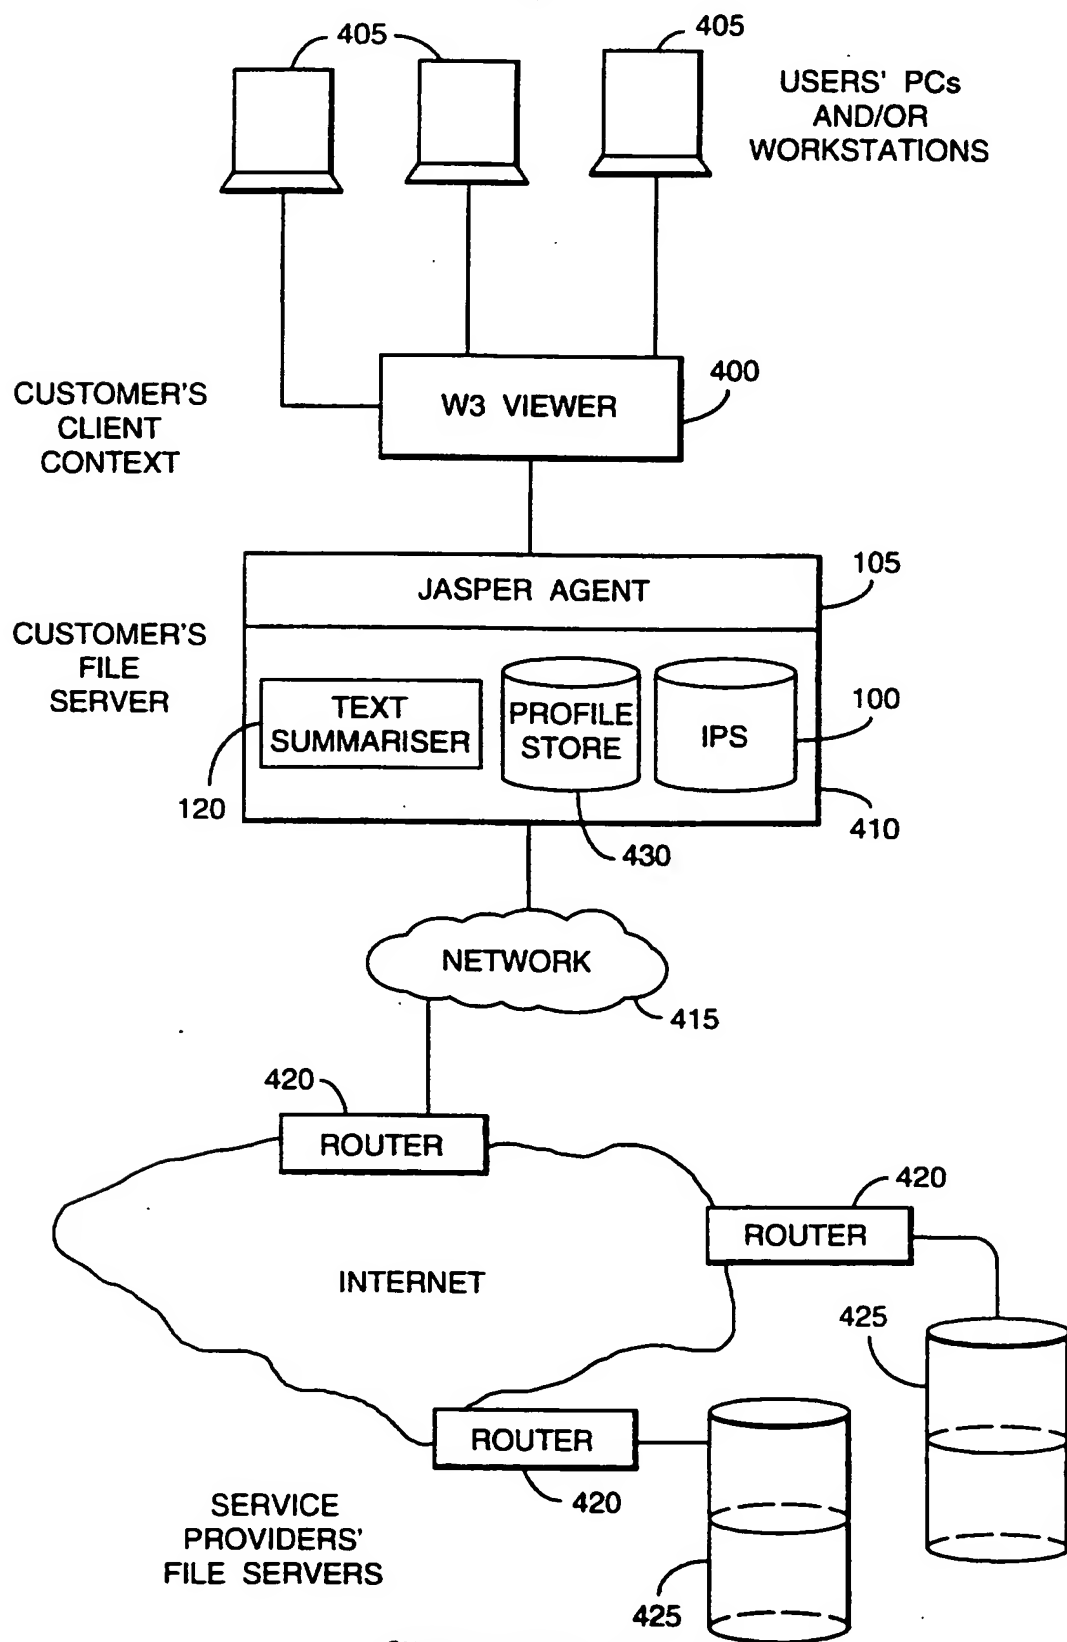 405
405
USERS' PCs
AND/OR
WORKSTATIONS
CUSTOMER'S
CLIENT
CONTEXT
W3 VIEWER
400
JASPER AGENT
105
CUSTOMER'S
FILE
SERVER
TEXT
SUMMARISER
PROFILE
STORE
IPS
100
120
430
410
NETWORK
415
420
ROUTER
420
ROUTER
INTERNET
425
ROUTER
420
SERVICE
PROVIDERS'
FILE SERVERS
425